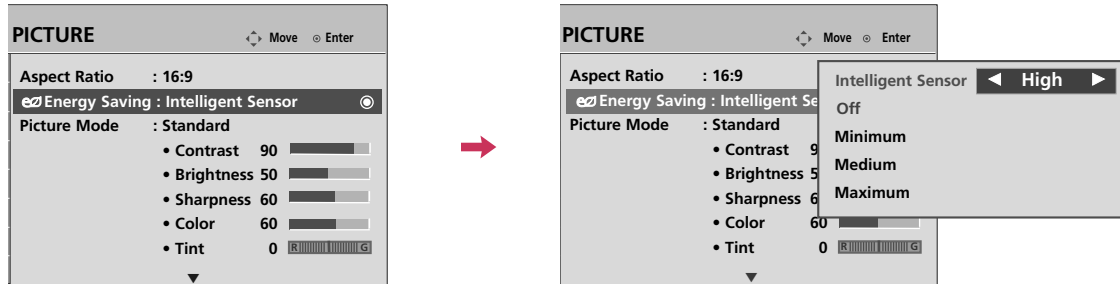 PICTURE Move Enter
Aspect Ratio : 16:9
Energy Saving : Intelligent Sensor
Picture Mode : Standard
• Contrast 90
• Brightness 50
• Sharpness 60
• Color 60
• Tint 0 R G
PICTURE Move Enter
Aspect Ratio : 16:9
Energy Saving : Intelligent Se
Picture Mode : Standard
• Contrast 9
• Brightness 5
• Sharpness 6
• Color 60
• Tint 0 R G
Intelligent Sensor ◀ High ▶
Off
Minimum
Medium
Maximum